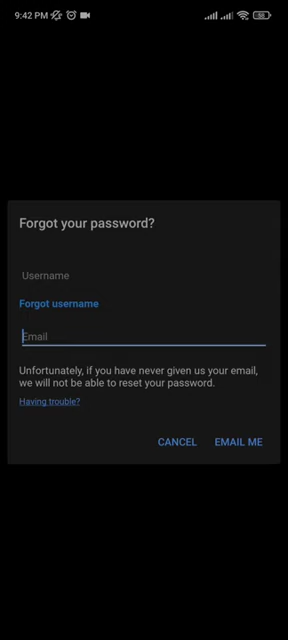 9:42 PM
58
Forgot your password?
Username
Forgot username
Email
Unfortunately, if you have never given us your email,
we will not be able to reset your password.
Having trouble?
CANCEL EMAIL ME